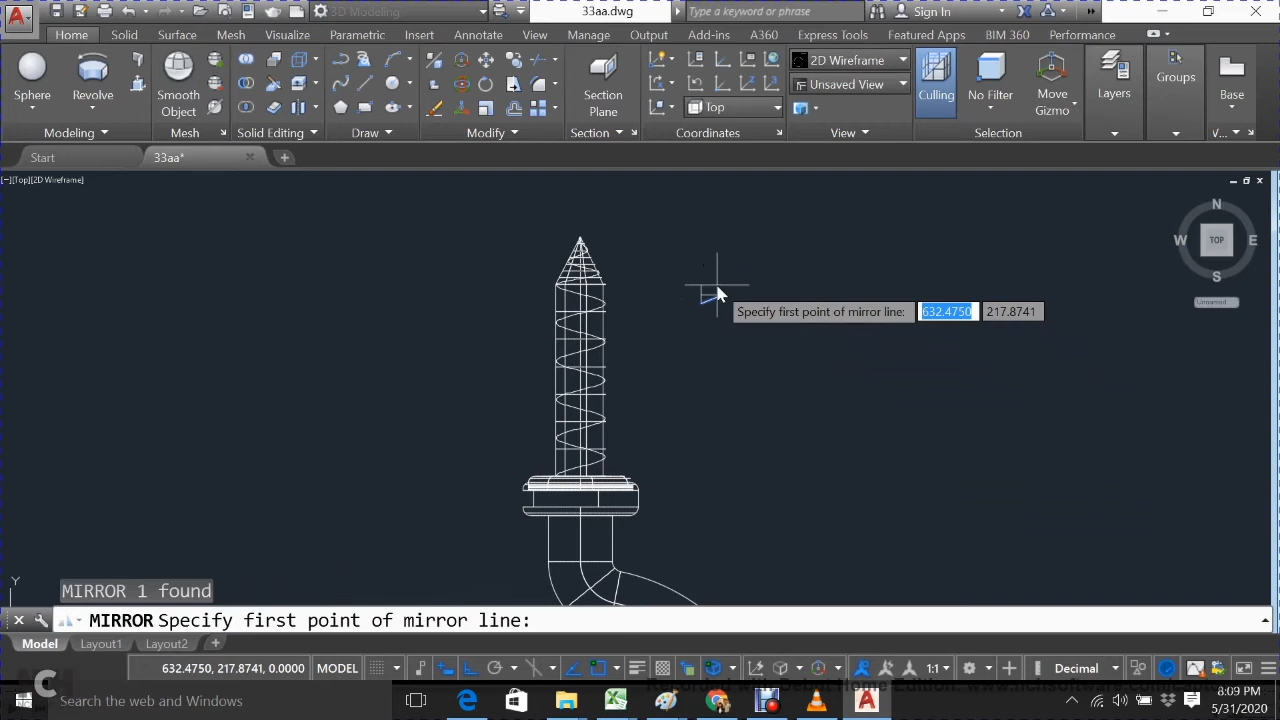 3D Modeling
33aa.dwg
Type a keyword or phrase
Sign In
Home
Solid
Surface
Mesh
Visualize
Parametric
Insert
Annotate
View
Manage
Output
Add-ins
A360
Express Tools
Featured Apps
BIM 360
Performance
2D Wireframe
Unsaved View
Top
Sphere
Revolve
Smooth
Object
Section
Plane
Culling
No Filter
Move
Gizmo
Layers
Groups
Base
Modeling
Mesh
Solid Editing
Draw
Modify
Section
Coordinates
View
Selection
V...
Start
33aa*
[-][Top][2D Wireframe]
N
W
TOP
E
S
Unnamed
Specify first point of mirror line:
632.4750
217.8741
Y
MIRROR 1 found
MIRROR Specify first point of mirror line:
Model
Layout1
Layout2
632.4750, 217.8741, 0.0000
MODEL
1:1
Decimal
Search the web and Windows
8:09 PM
5/31/2020